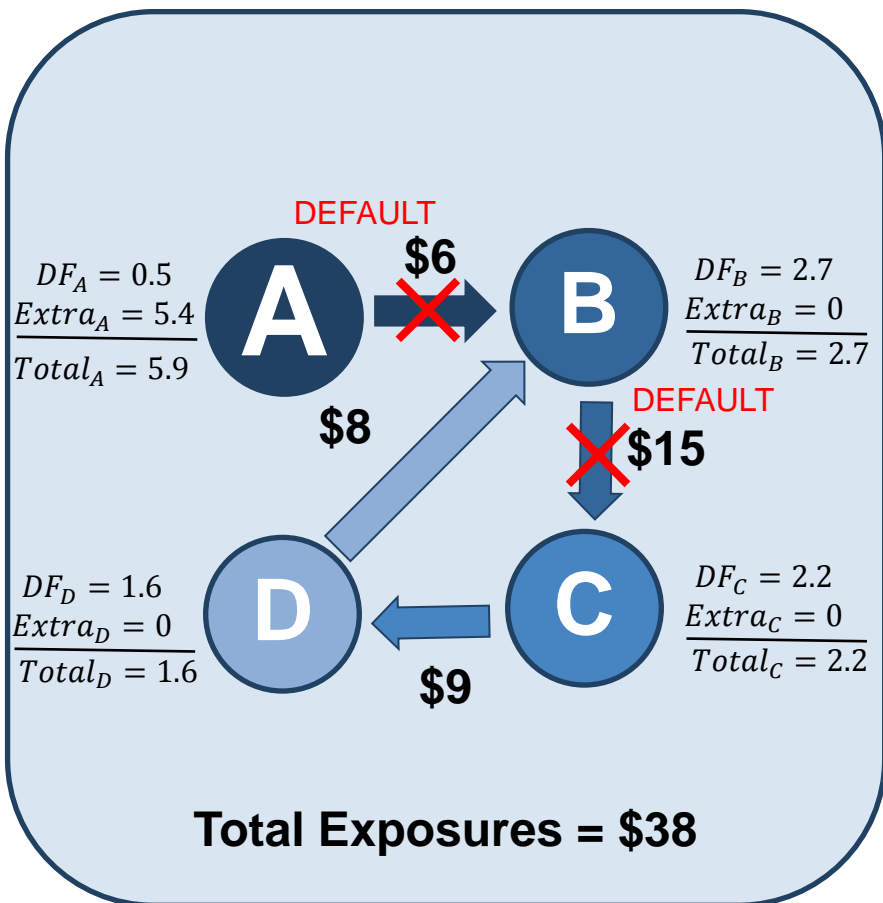 DEFAULT
$6
A
B
DF_A = 0.5
Extra_A = 5.4
Total_A = 5.9
DF_B = 2.7
Extra_B = 0
Total_B = 2.7
DEFAULT
$8
$15
D
C
DF_D = 1.6
Extra_D = 0
Total_D = 1.6
DF_C = 2.2
Extra_C = 0
Total_C = 2.2
$9
Total Exposures = $38